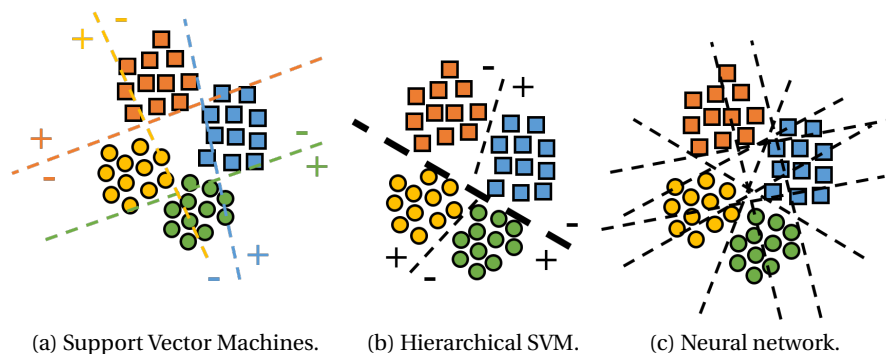 + -
+ -
- +
+ -
- +
+ -
- +
+ -
(a) Support Vector Machines.
(b) Hierarchical SVM.
(c) Neural network.